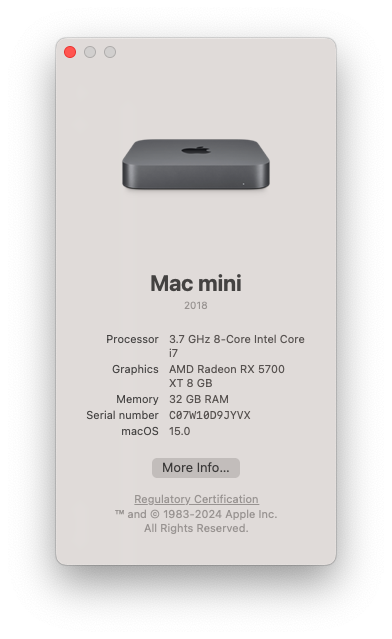 Mac mini
2018
Processor 3.7 GHz 8-Core Intel Core
i7
Graphics AMD Radeon RX 5700
XT 8 GB
Memory 32 GB RAM
Serial number C07W10D9JYVX
macOS 15.0
More Info...
Regulatory Certification
™ and © 1983-2024 Apple Inc.
All Rights Reserved.